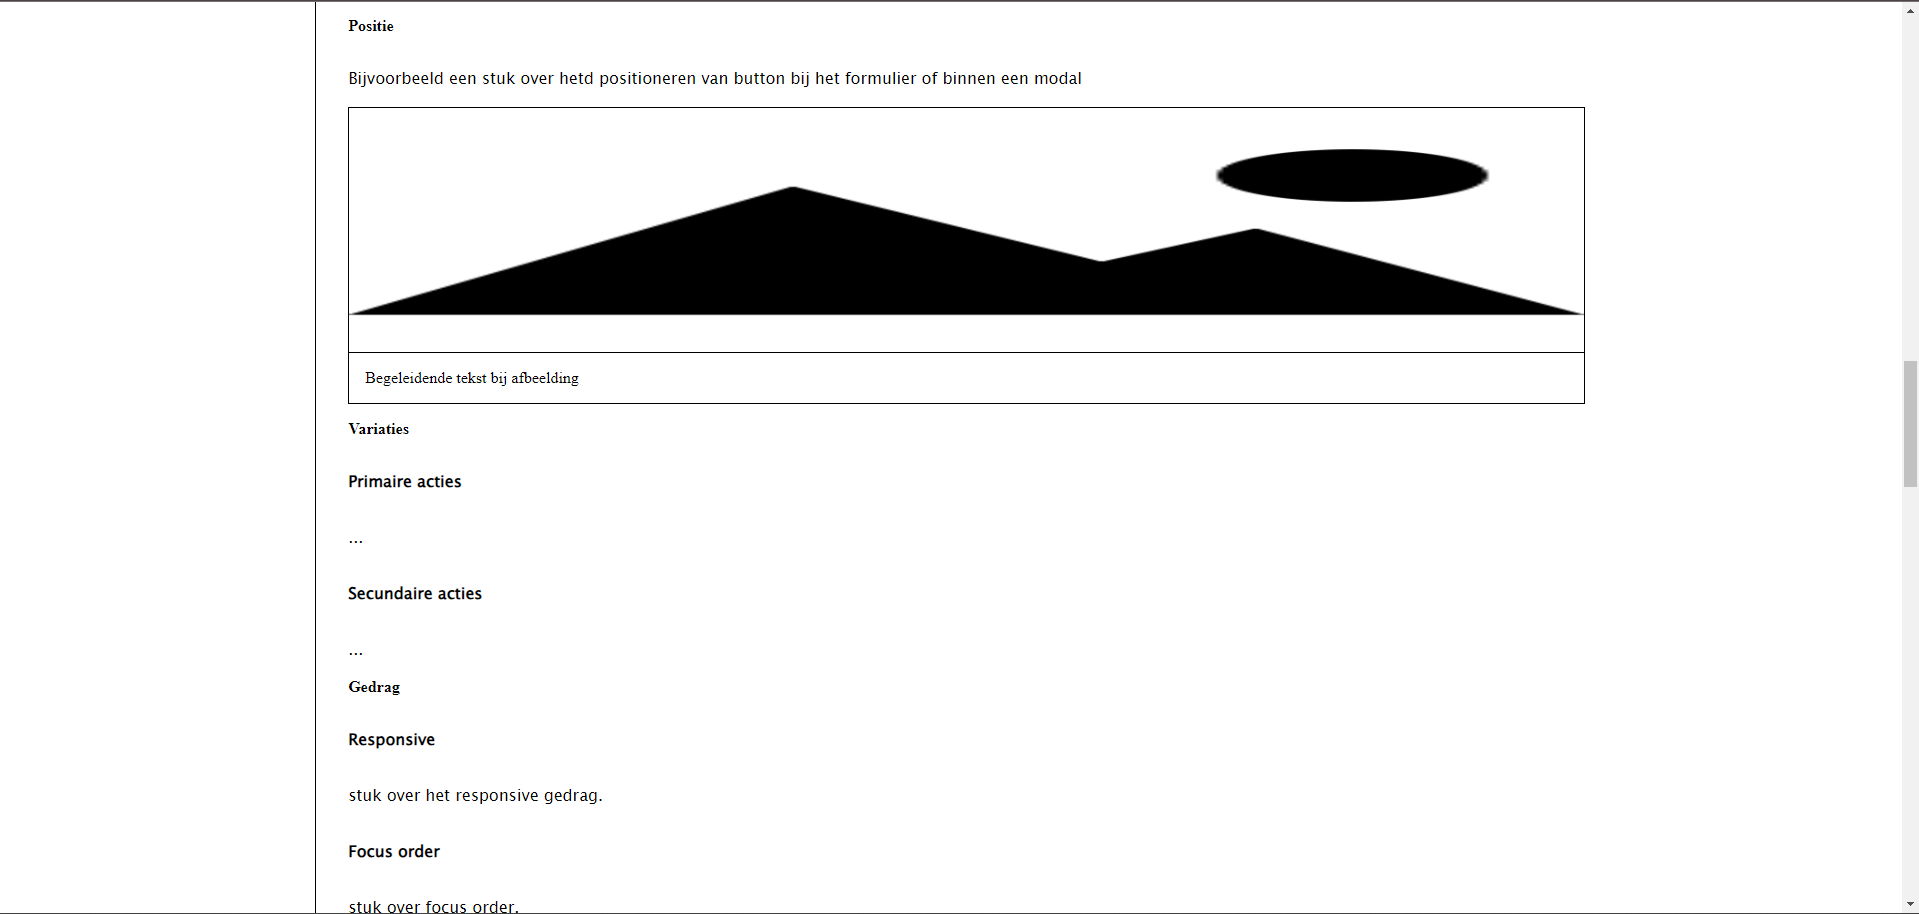 Positie
Bijvoorbeeld een stuk over hetd positioneren van button bij het formulier of binnen een modal
Begeleidende tekst bij afbeelding
Variaties
Primaire acties
...
Secundaire acties
...
Gedrag
Responsive
stuk over het responsive gedrag.
Focus order
stuk over focus order.